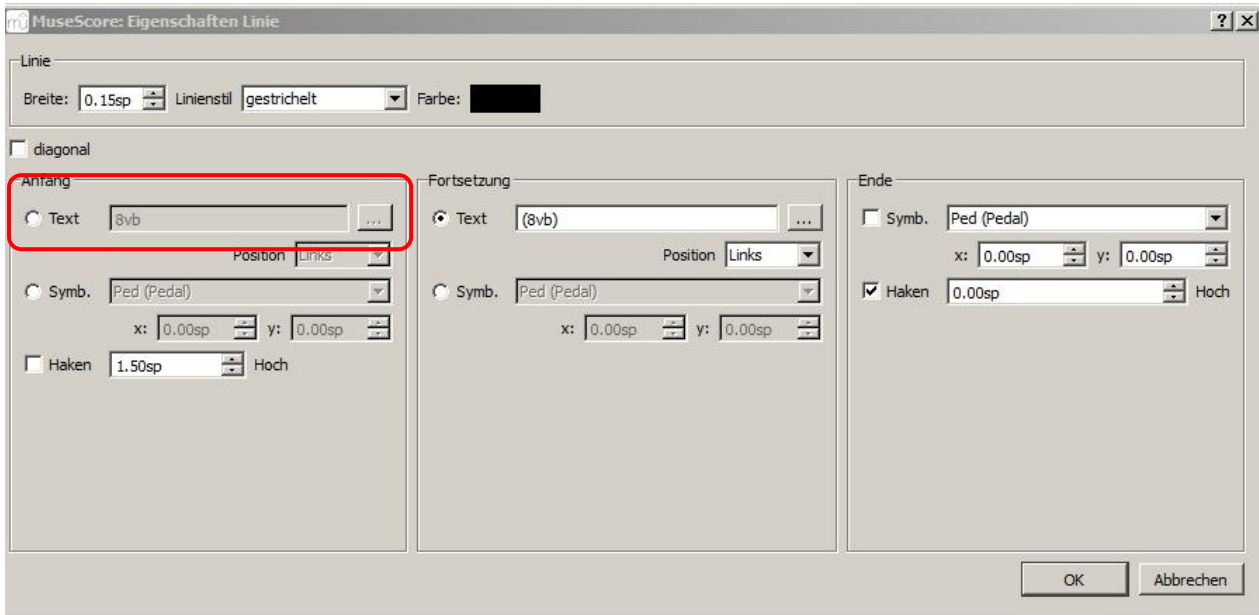 MuseScore: Eigenschaften Linie
Linie
Breite: 0.15sp Linienstil gestrichelt Farbe:
diagonal
Anfang
Text 8vb ...
Position Links
Symb. Ped (Pedal)
x: 0.00sp y: 0.00sp
Haken 1.50sp Hoch
Fortsetzung
Text (8vb) ...
Position Links
Symb. Ped (Pedal)
x: 0.00sp y: 0.00sp
Ende
Symb. Ped (Pedal)
x: 0.00sp y: 0.00sp
Haken 0.00sp Hoch
OK Abbrechen